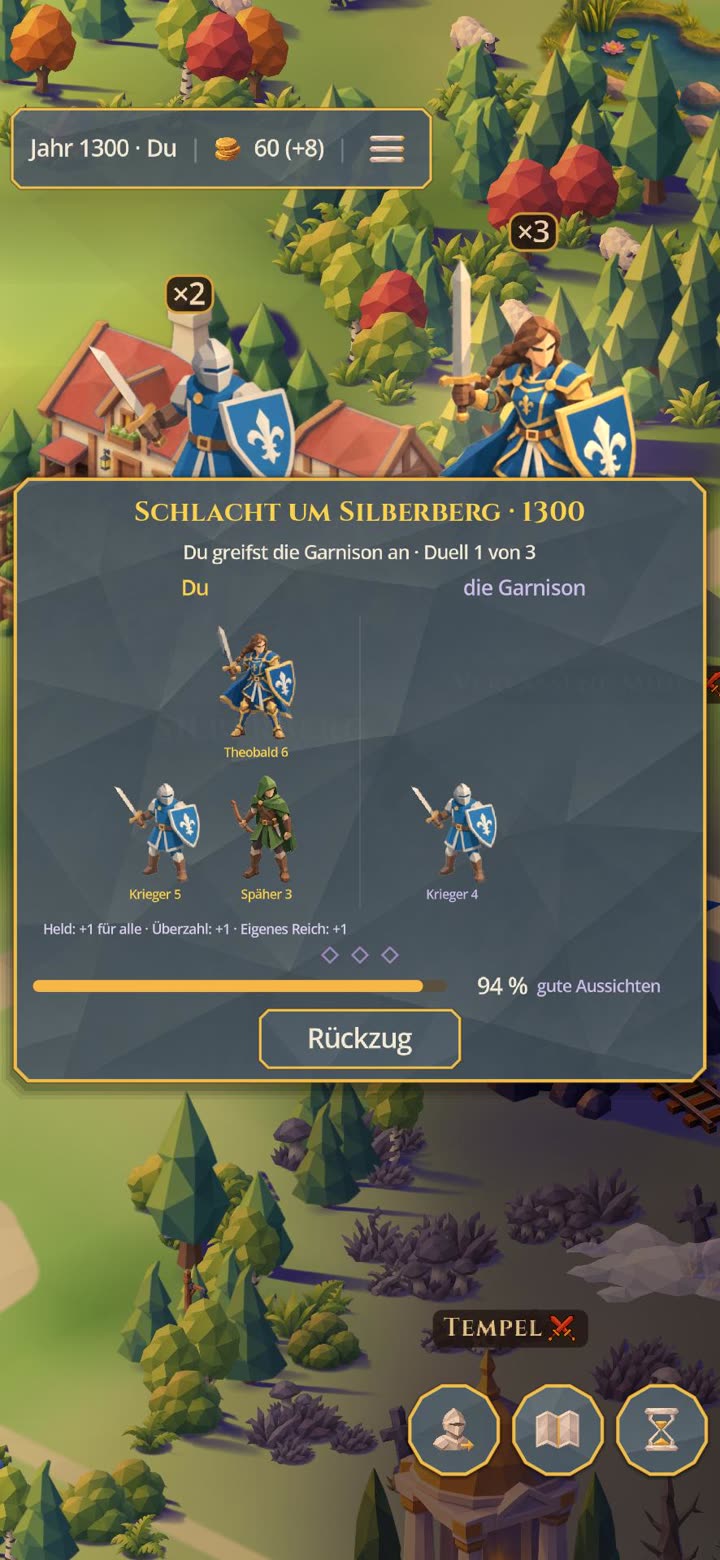 Jahr 1300 · Du | 60 (+8) |
×3
×2
Schlacht um Silberberg · 1300
Du greifst die Garnison an · Duell 1 von 3
Du
die Garnison
Theobald 6
Krieger 5
Späher 3
Krieger 4
Held: +1 für alle · Überzahl: +1 · Eigenes Reich: +1
94 % gute Aussichten
Rückzug
Tempel